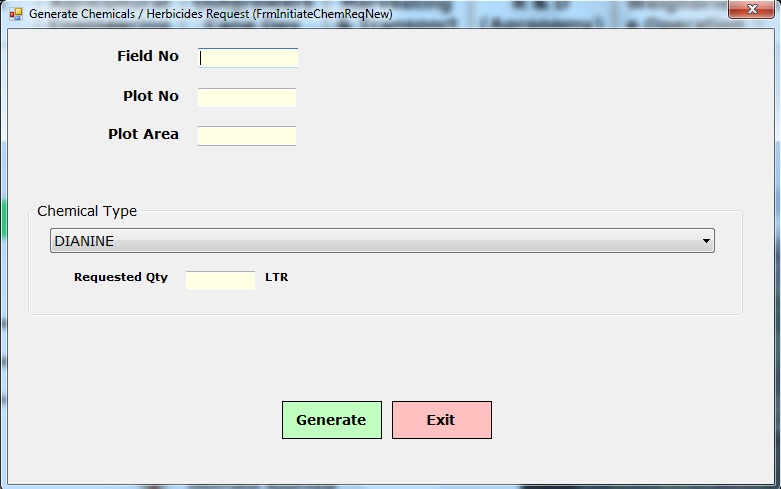 Generate Chemicals / Herbicides Request (FrmInitiateChemReqNew)
Field No
Plot No
Plot Area
Chemical Type
DIANINE
Requested Qty LTR
Generate Exit